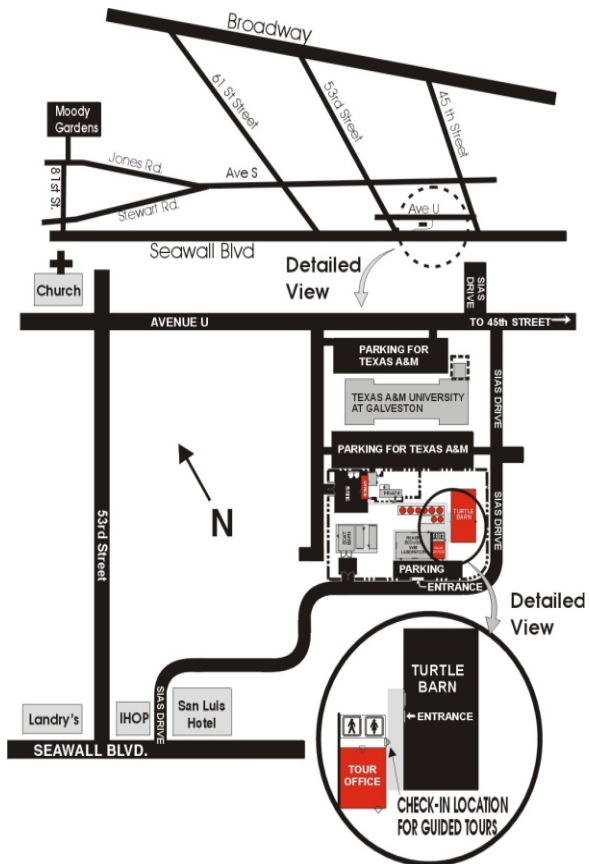 Broadway
61 St Street
53rd Street
45 th Street
Moody
Gardens
Jones Rd.
Ave S
81st St.
Stewart Rd.
Ave U
Seawall Blvd
Detailed
View
Church
SIAS
DRIVE
AVENUE U
TO 45th STREET
PARKING FOR
TEXAS A&M
TEXAS A&M UNIVERSITY
AT GALVESTON
SIAS DRIVE
PARKING FOR TEXAS A&M
TURTLE
BARN
SIAS DRIVE
N
53rd Street
PARKING
ENTRANCE
Detailed
View
Landry's
IHOP
SIAS DRIVE
San Luis
Hotel
SEAWALL BLVD.
TURTLE
BARN
ENTRANCE
TOUR
OFFICE
CHECK-IN LOCATION
FOR GUIDED TOURS